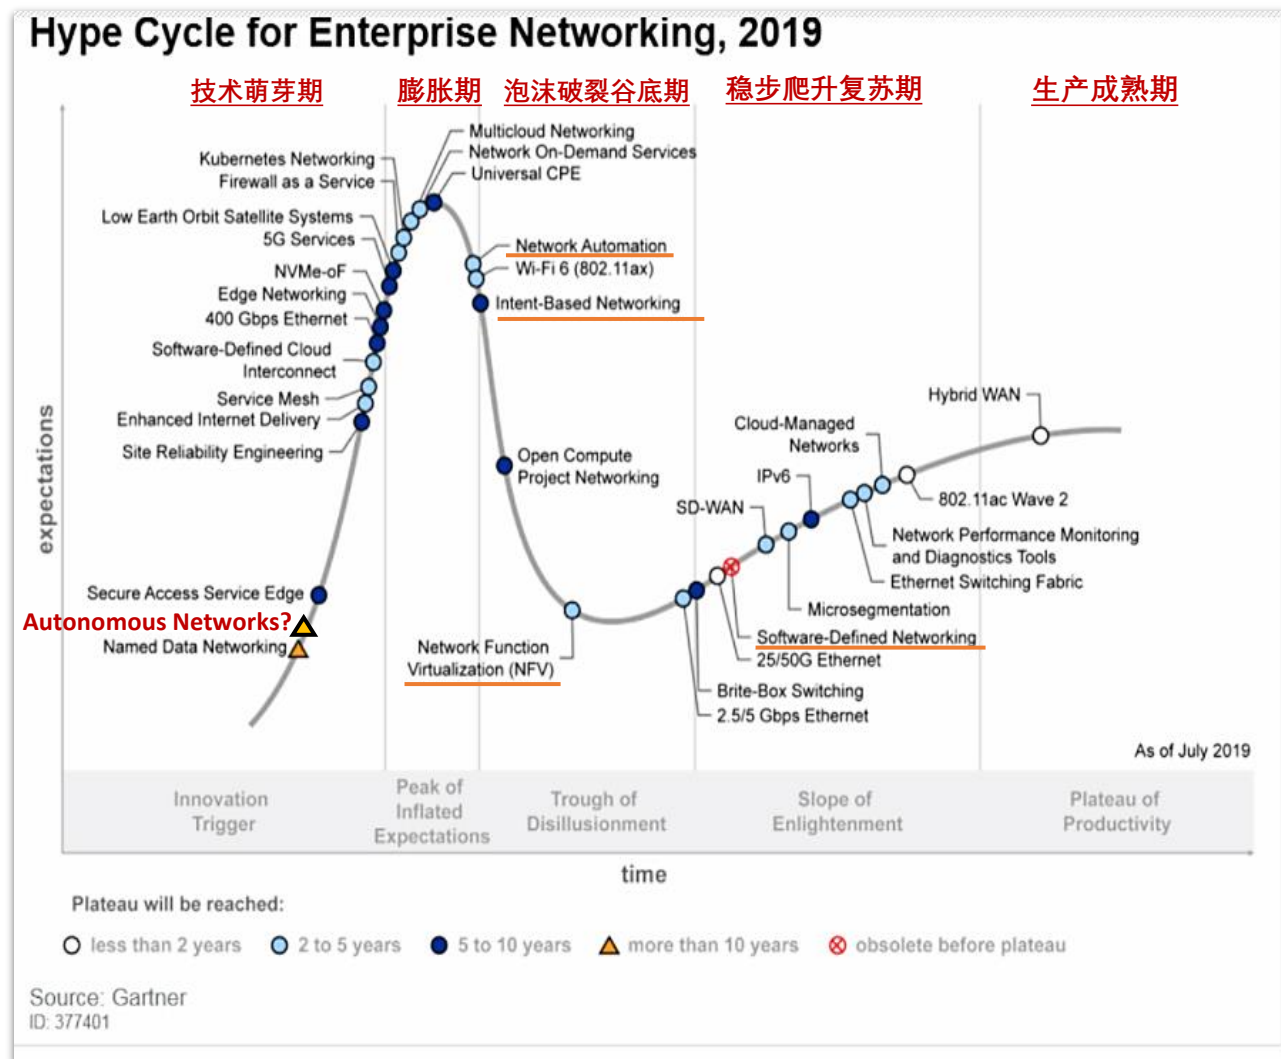 Hype Cycle for Enterprise Networking, 2019
技术萌芽期
膨胀期
泡沫破裂谷底期
稳步爬升复苏期
生产成熟期
Multicloud Networking
Network On-Demand Services
Universal CPE
Kubernetes Networking
Firewall as a Service
Low Earth Orbit Satellite Systems
5G Services
NVMe-oF
Edge Networking
400 Gbps Ethernet
Software-Defined Cloud
Interconnect
Service Mesh
Enhanced Internet Delivery
Site Reliability Engineering
Secure Access Service Edge
Autonomous Networks?
Named Data Networking
Network Automation
Wi-Fi 6 (802.11ax)
Intent-Based Networking
Open Compute
Project Networking
Network Function
Virtualization (NFV)
Hybrid WAN
Cloud-Managed
Networks
IPv6
SD-WAN
802.11ac Wave 2
Network Performance Monitoring
and Diagnostics Tools
Ethernet Switching Fabric
Microsegmentation
Software-Defined Networking
25/50G Ethernet
Brite-Box Switching
2.5/5 Gbps Ethernet
expectations
As of July 2019
Innovation
Trigger
Peak of
Inflated
Expectations
Trough of
Disillusionment
Slope of
Enlightenment
Plateau of
Productivity
time
Plateau will be reached:
less than 2 years
2 to 5 years
5 to 10 years
more than 10 years
obsolete before plateau
Source: Gartner
ID: 377401